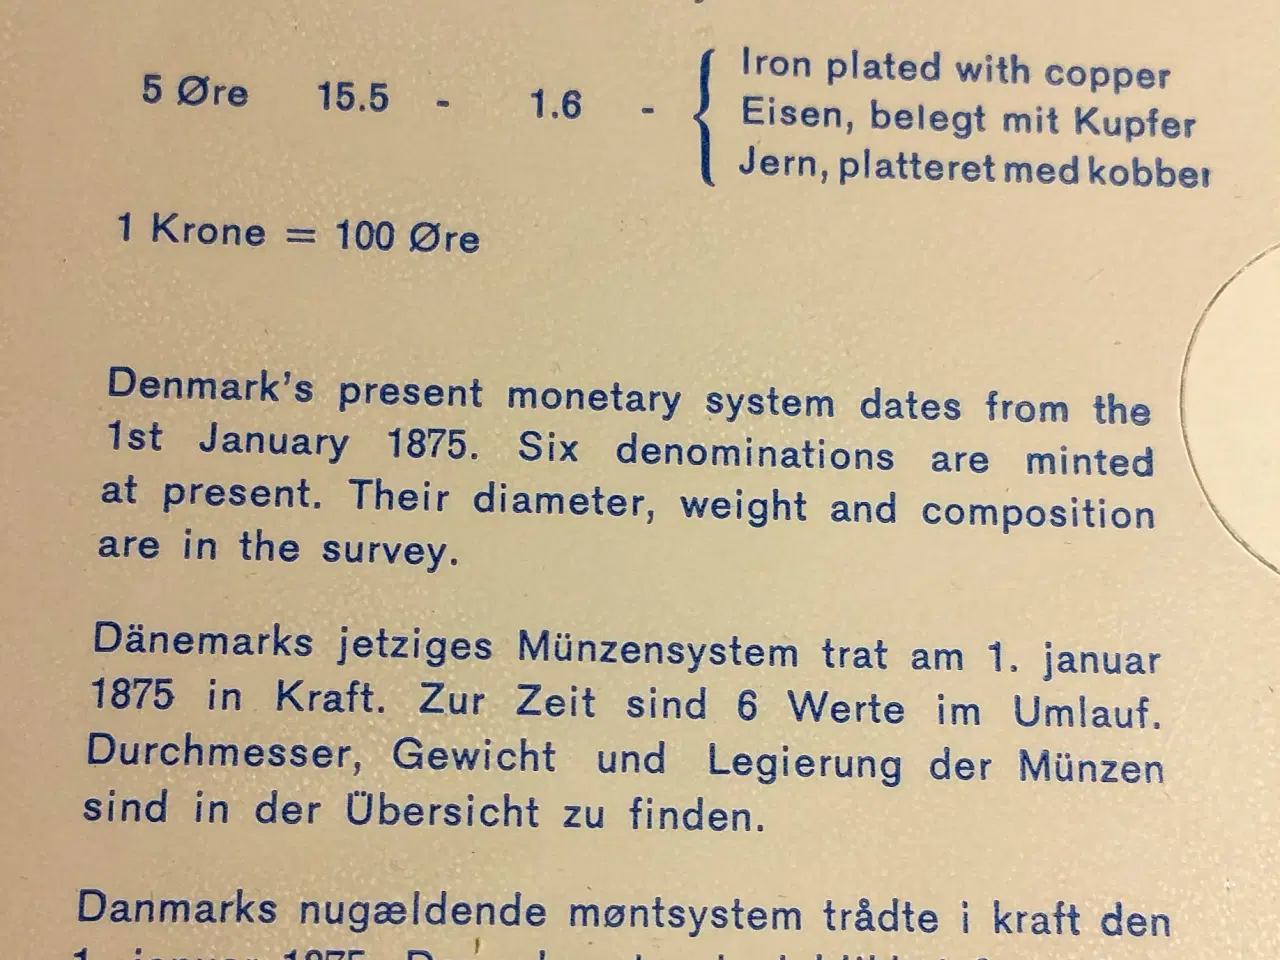 5 Øre 15.5 - 1.6 - { Iron plated with copper
Eisen, belegt mit Kupfer
Jern, platteret med kobber
1 Krone = 100 Øre
Denmark's present monetary system dates from the
1st January 1875. Six denominations are minted
at present. Their diameter, weight and composition
are in the survey.
Dänemarks jetziges Münzensystem trat am 1. januar
1875 in Kraft. Zur Zeit sind 6 Werte im Umlauf.
Durchmesser, Gewicht und Legierung der Münzen
sind in der Übersicht zu finden.
Danmarks nugældende møntsystem trådte i kraft den
1. januar 1875.